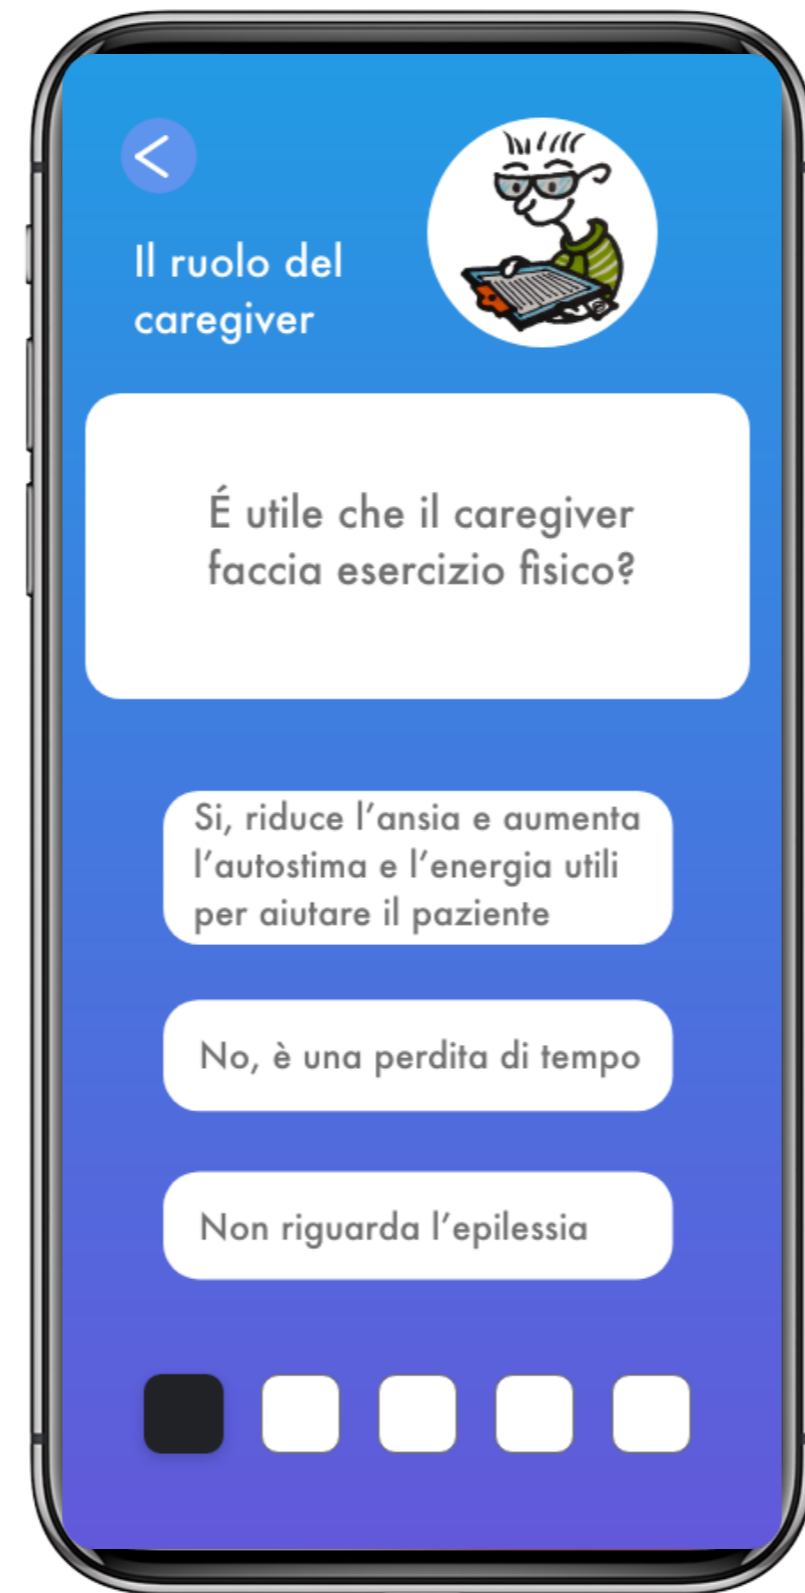 Il ruolo del
caregiver
É utile che il caregiver
faccia esercizio fisico?
Si, riduce l’ansia e aumenta
l’autostima e l’energia utili
per aiutare il paziente
No, è una perdita di tempo
Non riguarda l’epilessia